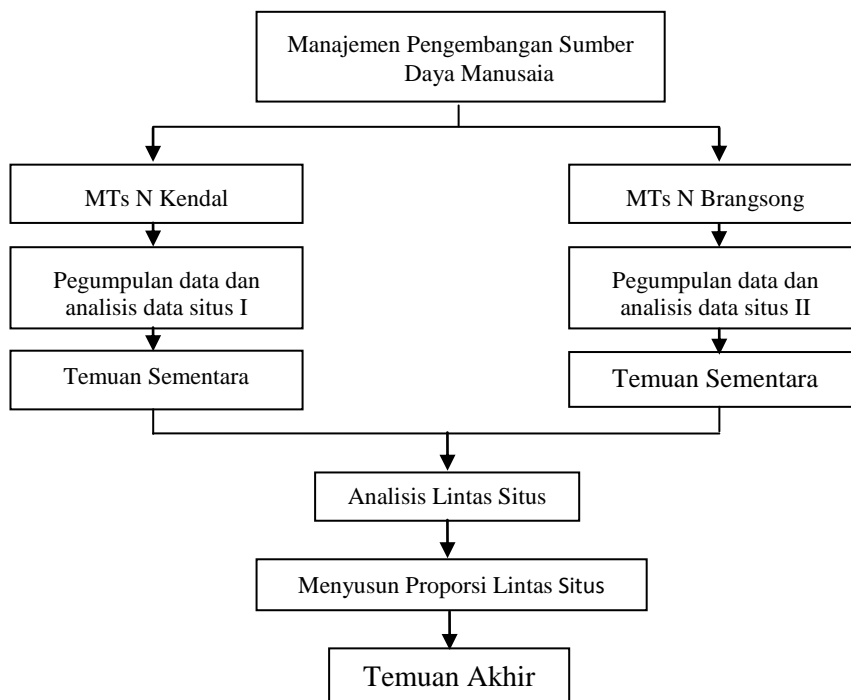 Manajemen Pengembangan Sumber
Daya Manusaia
MTs N Kendal
MTs N Brangsong
Pegumpulan data dan
analisis data situs I
Pegumpulan data dan
analisis data situs II
Temuan Sementara
Temuan Sementara
Analisis Lintas Situs
Menyusun Proporsi Lintas Situs
Temuan Akhir